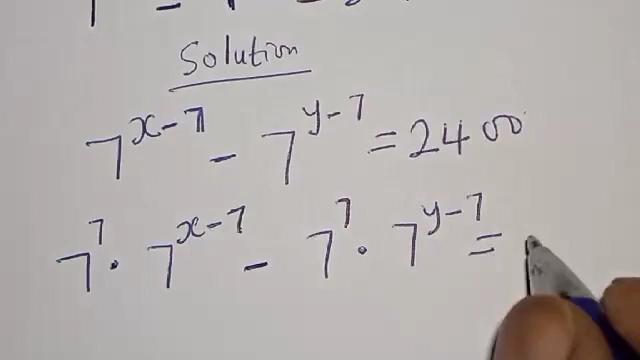 Solution
7^{x-7} - 7^{y-7} = 2400
7^7 · 7^{x-7} - 7^7 · 7^{y-7} =